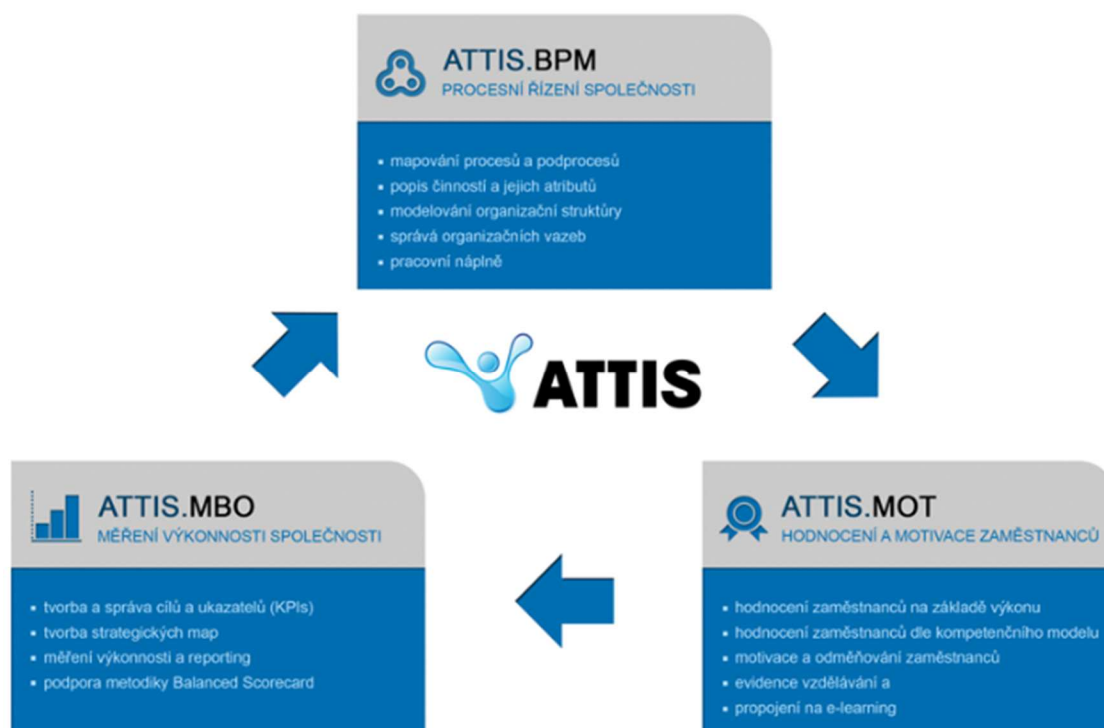 ATTIS.BPM
PROCESNÍ ŘÍZENÍ SPOLEČNOSTI
▪ mapování procesů a podprocesů
▪ popis činností a jejich atributů
▪ modelování organizační struktůry
▪ správá organizačních vazeb
▪ pracovní náplně
ATTIS
ATTIS.MBO
MĚŘENÍ VÝKONNOSTI SPOLEČNOSTI
▪ tvorba a správa cílů a ukazatelů (KPIs)
▪ tvorba strategických map
▪ měření výkonnosti a reporting
▪ podpora metodiky Balanced Scorecard
ATTIS.MOT
HODNOCENÍ A MOTIVACE ZAMĚSTNANCŮ
▪ hodnocení zaměstnanců na základě výkonu
▪ hodnocení zaměstnanců dle kompetenčního modelu
▪ motivace a odměňování zaměstnanců
▪ evidence vzdělávání a
▪ propojení na e-learning